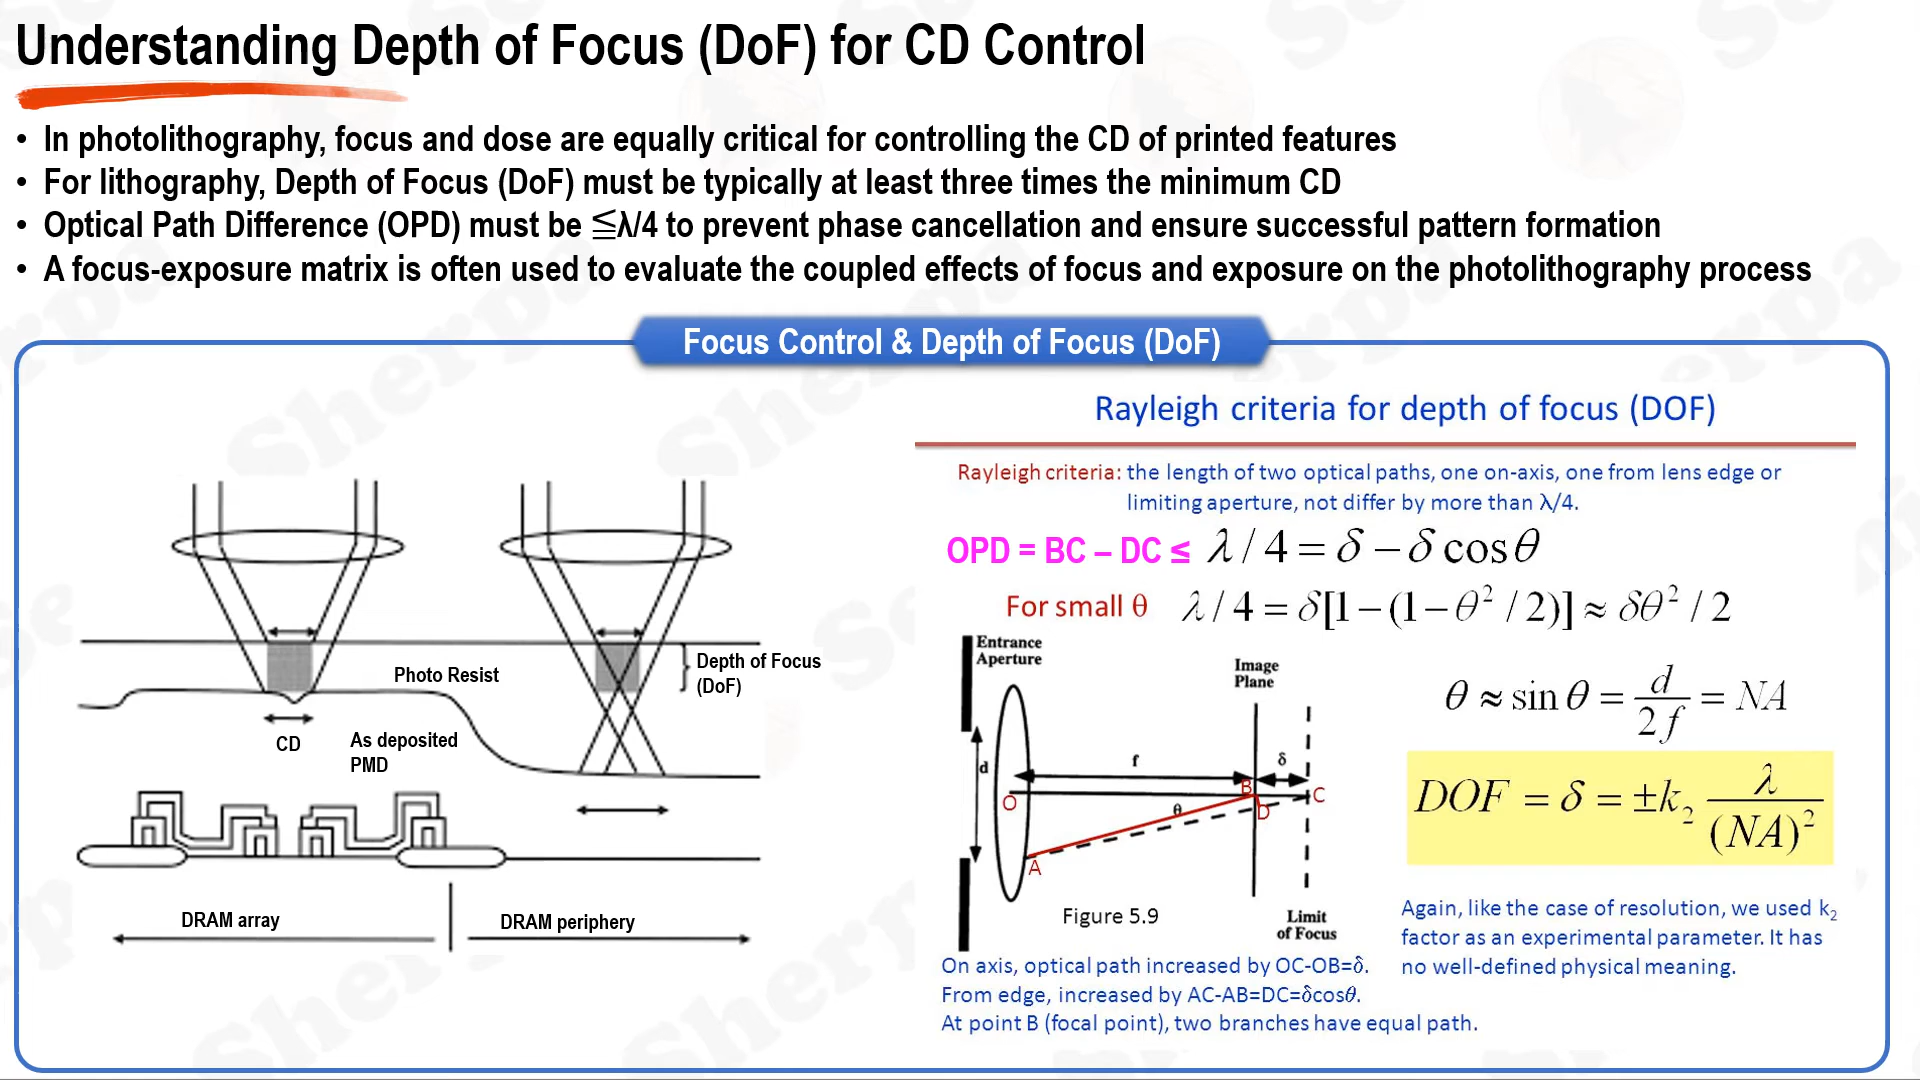 Understanding Depth of Focus (DoF) for CD Control
• In photolithography, focus and dose are equally critical for controlling the CD of printed features
• For lithography, Depth of Focus (DoF) must be typically at least three times the minimum CD
• Optical Path Difference (OPD) must be ≦λ/4 to prevent phase cancellation and ensure successful pattern formation
• A focus-exposure matrix is often used to evaluate the coupled effects of focus and exposure on the photolithography process
Focus Control & Depth of Focus (DoF)
Photo Resist
Depth of Focus
(DoF)
CD
As deposited
PMD
DRAM array
DRAM periphery
Rayleigh criteria for depth of focus (DOF)
Rayleigh criteria: the length of two optical paths, one on-axis, one from lens edge or
limiting aperture, not differ by more than λ/4.
OPD = BC – DC ≤ λ / 4 = δ − δ cos θ
For small θ λ / 4 = δ[1 − (1 − θ² / 2)] ≈ δθ² / 2
Entrance
Aperture
Image
Plane
θ ≈ sin θ = d / 2f = NA
d
f
δ
O
B
C
D
θ
A
DOF = δ = ±k₂ λ / (NA)²
Figure 5.9
Limit
of Focus
Again, like the case of resolution, we used k₂
factor as an experimental parameter. It has
no well-defined physical meaning.
On axis, optical path increased by OC-OB=δ.
From edge, increased by AC-AB=DC=δcosθ.
At point B (focal point), two branches have equal path.
Sherpa